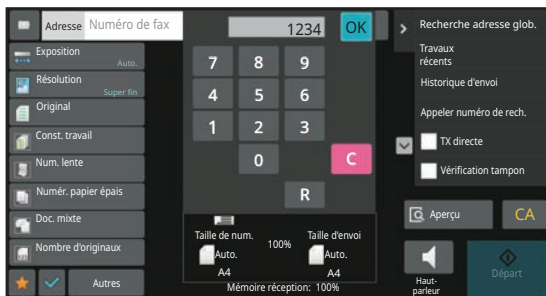 Adresse Numéro de fax 1234 OK Recherche adresse glob.
Exposition
Auto.
Résolution
Super fin
Original
Const. travail
Num. lente
Numér. papier épais
Doc. mixte
Nombre d'originaux
Autres
7 8 9
4 5 6
1 2 3
0 C
R
Taille de num. 100% Taille d'envoi
Auto. Auto.
A4 A4
Mémoire réception: 100%
Travaux
récents
Historique d'envoi
Appeler numéro de rech.
TX directe
Vérification tampon
Aperçu CA
Haut-
parleur
Départ